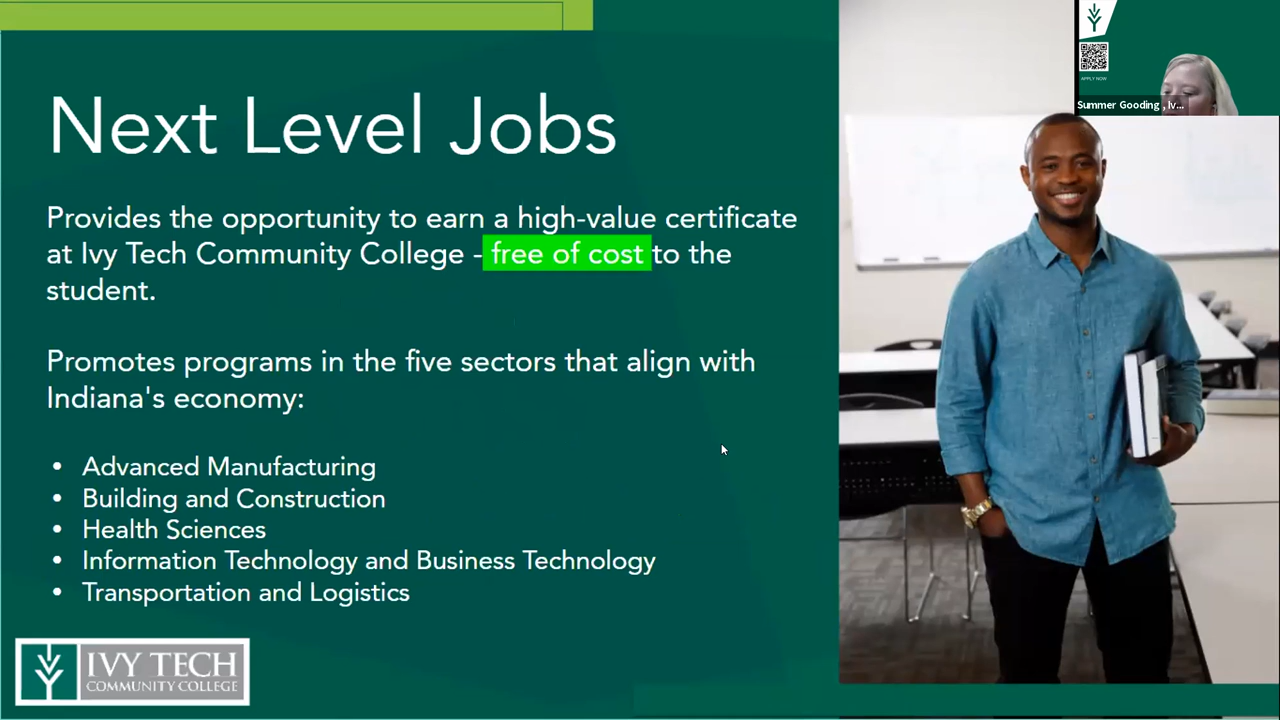 Next Level Jobs
Provides the opportunity to earn a high-value certificate
at Ivy Tech Community College - free of cost to the
student.
Promotes programs in the five sectors that align with
Indiana's economy:
• Advanced Manufacturing
• Building and Construction
• Health Sciences
• Information Technology and Business Technology
• Transportation and Logistics
IVY TECH
COMMUNITY COLLEGE
APPLY NOW
Summer Gooding , Iv...